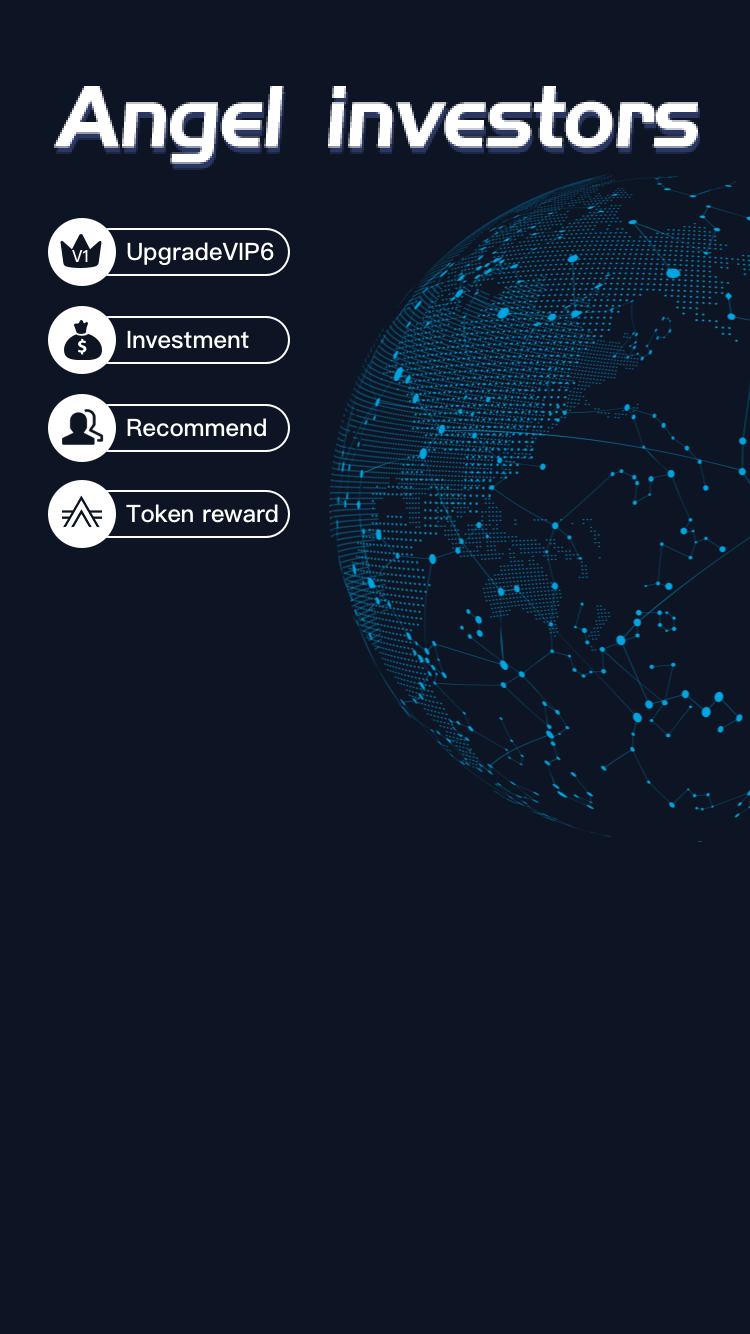 Angel investors
V1
UpgradeVIP6
$
Investment
Recommend
Token reward